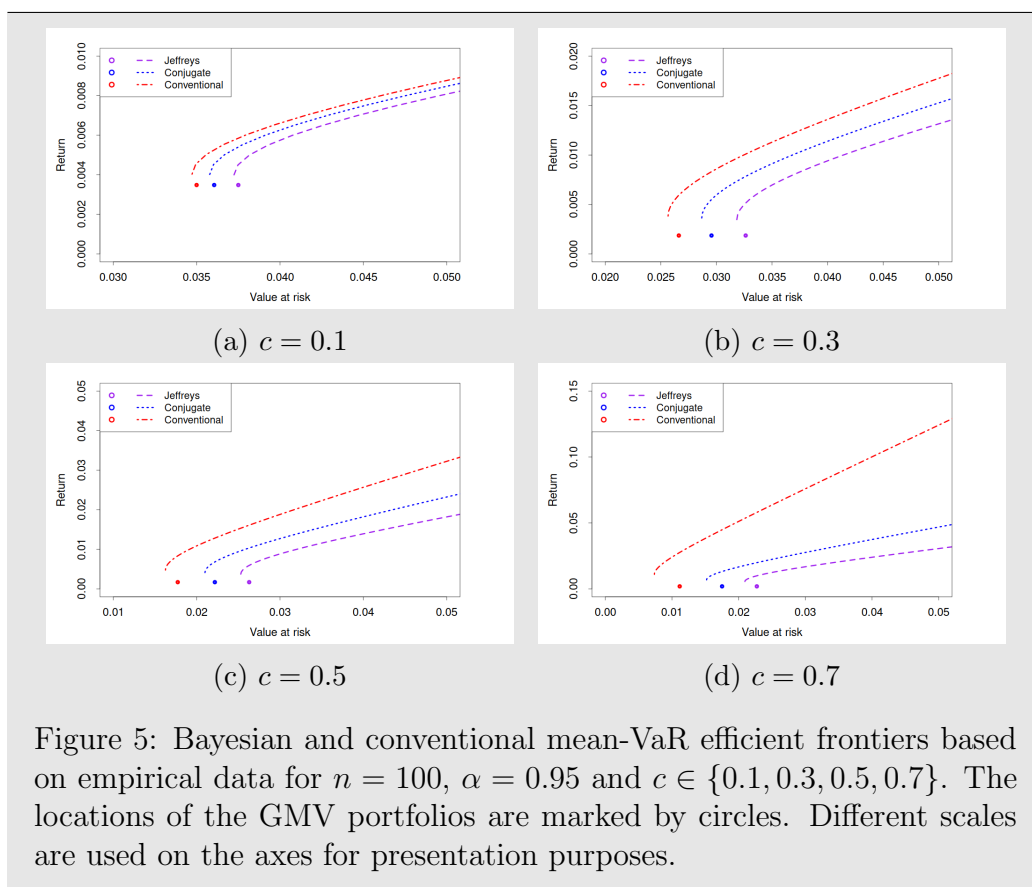 Jeffreys
Conjugate
Conventional
Return
0.000 0.002 0.004 0.006 0.008 0.010
0.030 0.035 0.040 0.045 0.050
Value at risk
(a) c = 0.1
Jeffreys
Conjugate
Conventional
Return
0.000 0.005 0.010 0.015 0.020
0.020 0.025 0.030 0.035 0.040 0.045 0.050
Value at risk
(b) c = 0.3
Jeffreys
Conjugate
Conventional
Return
0.00 0.01 0.02 0.03 0.04 0.05
0.01 0.02 0.03 0.04 0.05
Value at risk
(c) c = 0.5
Jeffreys
Conjugate
Conventional
Return
0.00 0.05 0.10 0.15
0.00 0.01 0.02 0.03 0.04 0.05
Value at risk
(d) c = 0.7
Figure 5: Bayesian and conventional mean-VaR efficient frontiers based
on empirical data for n = 100, α = 0.95 and c ∈ {0.1, 0.3, 0.5, 0.7}. The
locations of the GMV portfolios are marked by circles. Different scales
are used on the axes for presentation purposes.